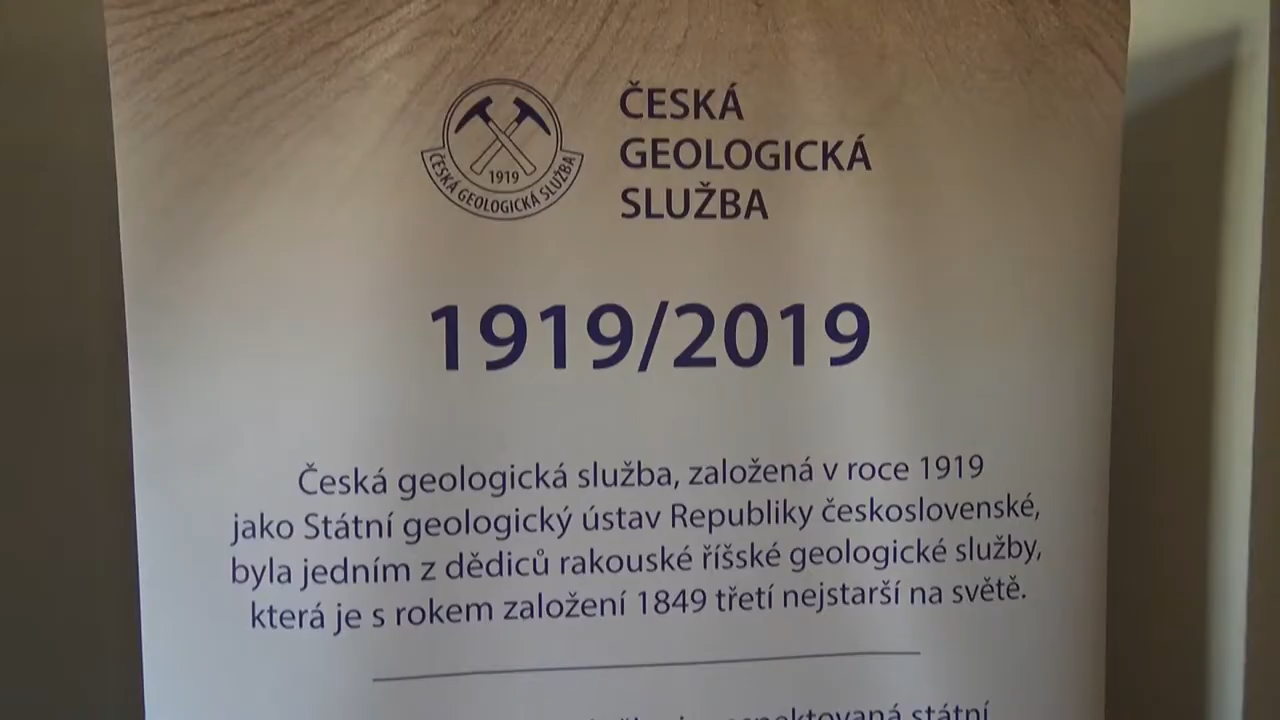 ČESKÁ
GEOLOGICKÁ
SLUŽBA
1919
ČESKÁ GEOLOGICKÁ SLUŽBA
1919/2019
Česká geologická služba, založená v roce 1919
jako Státní geologický ústav Republiky československé,
byla jedním z dědiců rakouské říšské geologické služby,
která je s rokem založení 1849 třetí nejstarší na světě.
státní